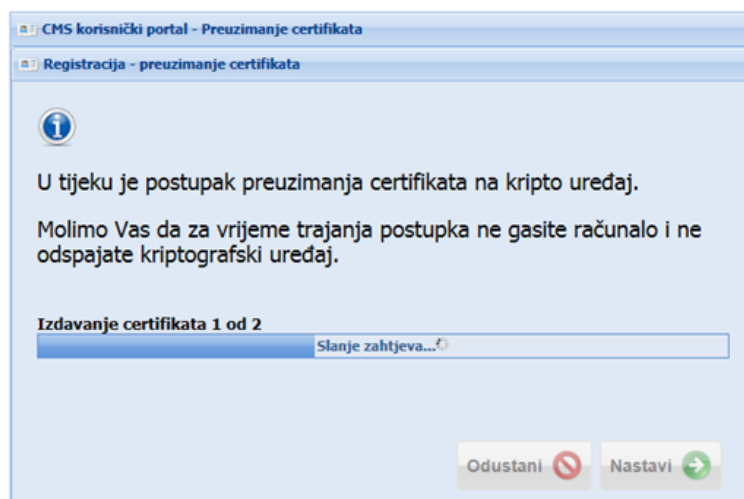 CMS korisnički portal - Preuzimanje certifikata
Registracija - preuzimanje certifikata
U tijeku je postupak preuzimanja certifikata na kripto uređaj.
Molimo Vas da za vrijeme trajanja postupka ne gasite računalo i ne
odspajate kriptografski uređaj.
Izdavanje certifikata 1 od 2
Slanje zahtjeva...
Odustani
Nastavi